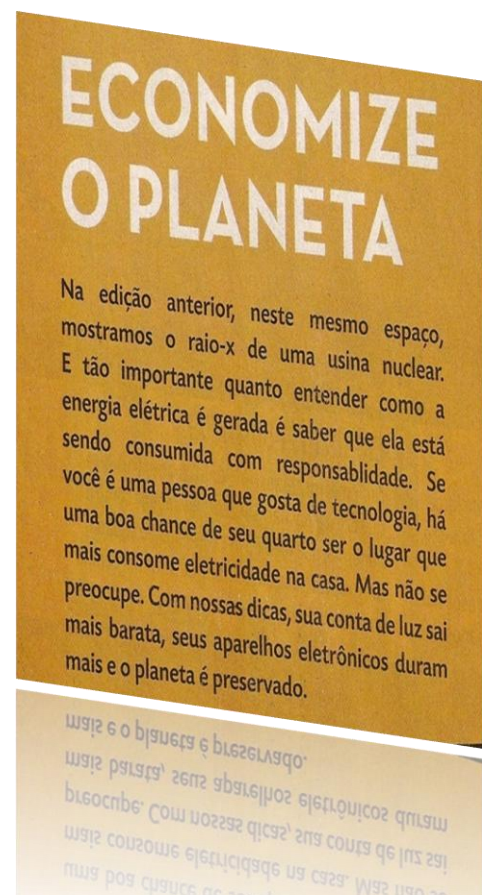 ECONOMIZE
O PLANETA
Na edição anterior, neste mesmo espaço,
mostramos o raio-x de uma usina nuclear.
E tão importante quanto entender como a
energia elétrica é gerada é saber que ela está
sendo consumida com responsablidade. Se
você é uma pessoa que gosta de tecnologia, há
uma boa chance de seu quarto ser o lugar que
mais consome eletricidade na casa. Mas não se
preocupe. Com nossas dicas, sua conta de luz sai
mais barata, seus aparelhos eletrônicos duram
mais e o planeta é preservado.